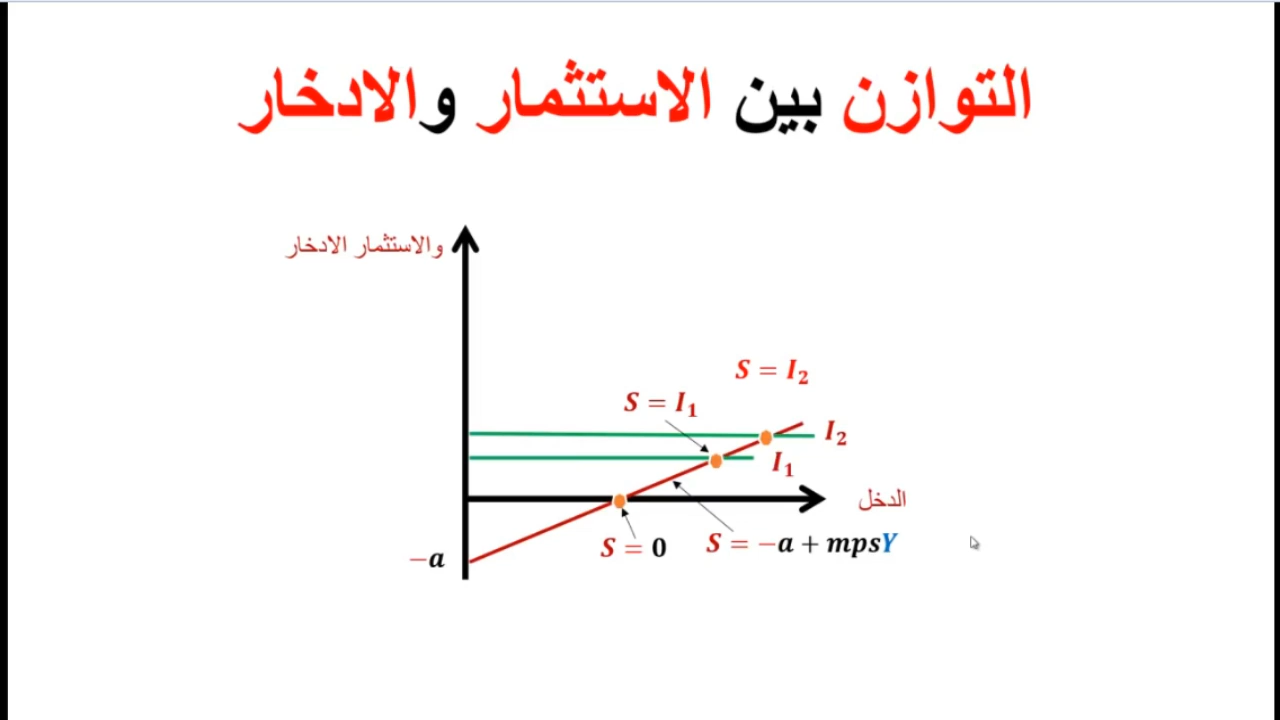 التوازن بين الاستثمار والادخار
والاستثمار الادخار
S = I₂
S = I₁
I₂
I₁
الدخل
−a
S = 0
S = −a + mpsY